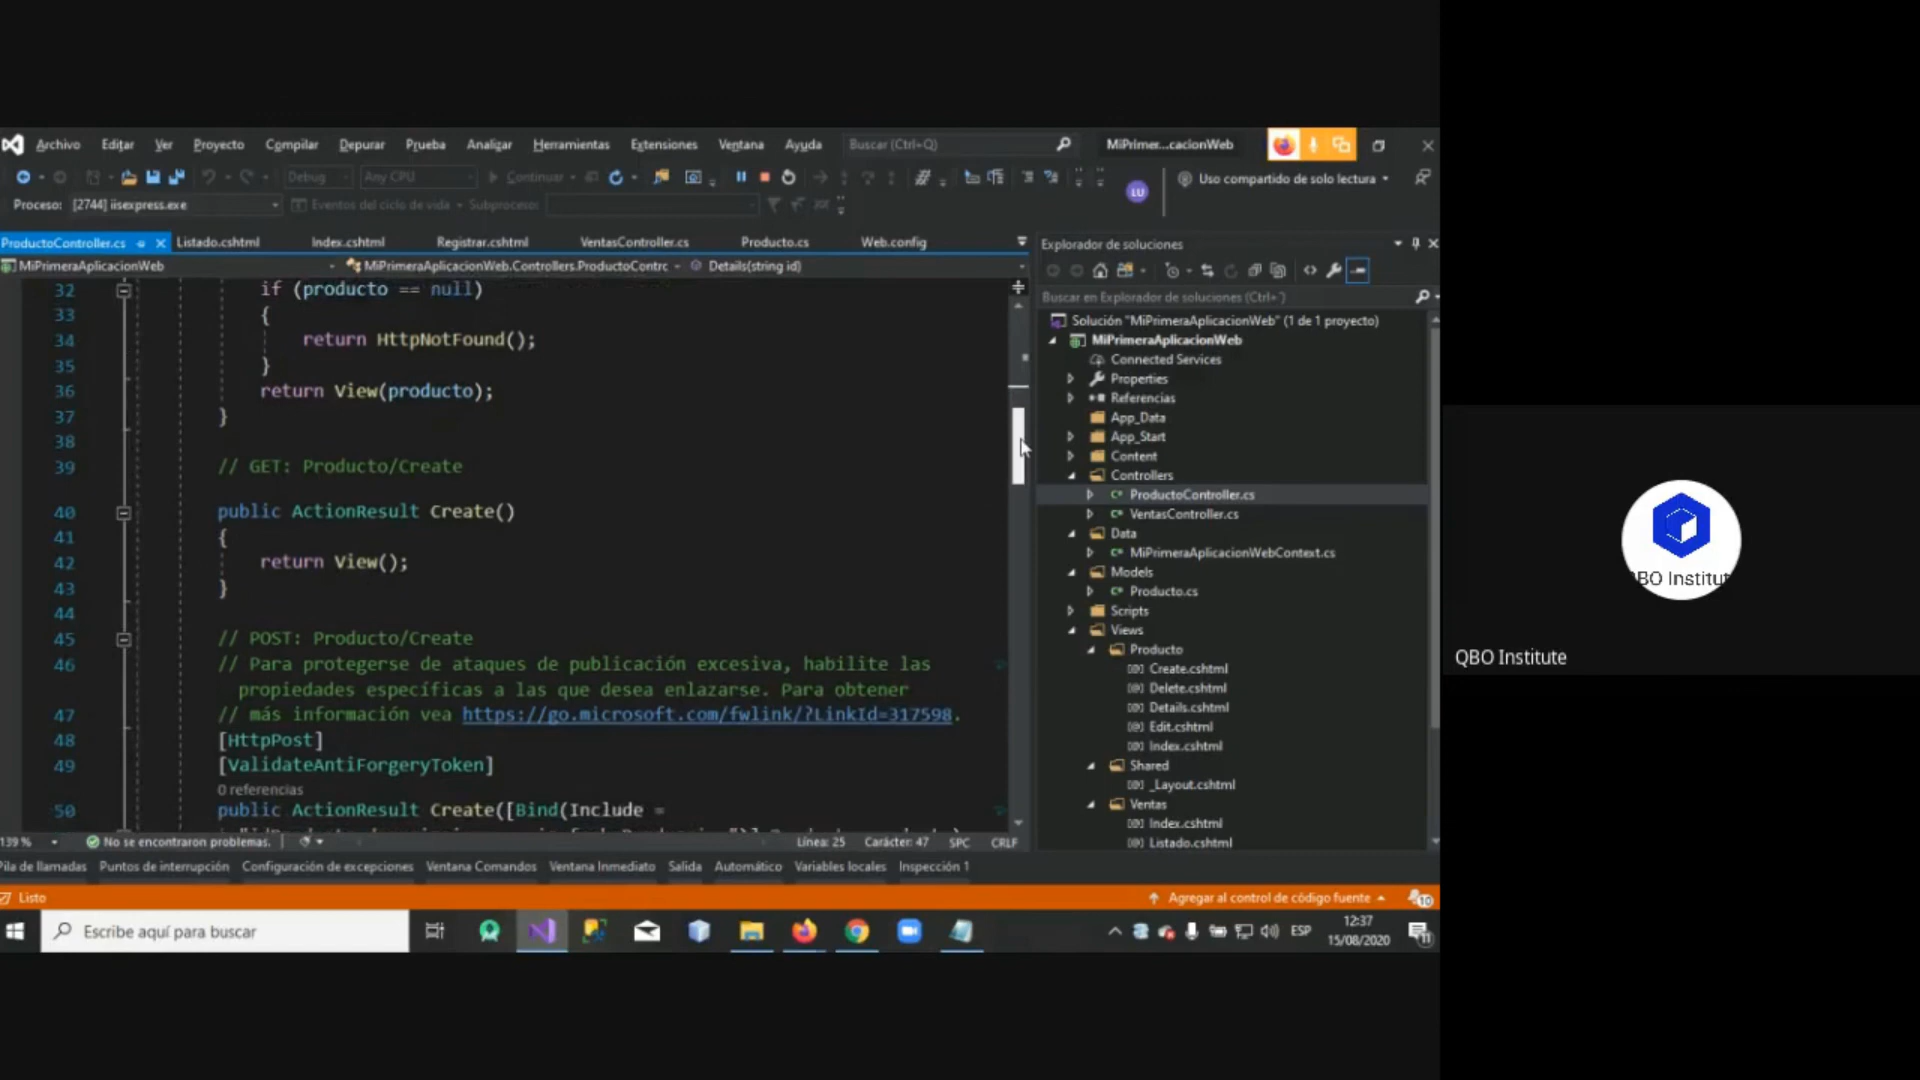 Archivo Editar Ver Proyecto Compilar Depurar Prueba Analizar Herramientas Extensiones Ventana Ayuda Buscar (Ctrl+Q) MiPrimer...cacionWeb
Debug Any CPU Continuar LU Uso compartido de solo lectura
Proceso: [2744] iisexpress.exe Eventos del ciclo de vida Subproceso:
ProductoController.cs Listado.cshtml Index.cshtml Registrar.cshtml VentasController.cs Producto.cs Web.config
MiPrimeraAplicacionWeb MiPrimeraAplicacionWeb.Controllers.ProductoContrc Details(string id)
32 if (producto == null)
33 {
34 return HttpNotFound();
35 }
36 return View(producto);
37 }
38
39 // GET: Producto/Create
40 public ActionResult Create()
41 {
42 return View();
43 }
44
45 // POST: Producto/Create
46 // Para protegerse de ataques de publicación excesiva, habilite las
propiedades específicas a las que desea enlazarse. Para obtener
47 // más información vea https://go.microsoft.com/fwlink/?LinkId=317598.
48 [HttpPost]
49 [ValidateAntiForgeryToken]
0 referencias
50 public ActionResult Create([Bind(Include =
139 % No se encontraron problemas. Línea: 25 Carácter: 47 SPC CRLF
Pila de llamadas Puntos de interrupción Configuración de excepciones Ventana Comandos Ventana Inmediato Salida Automático Variables locales Inspección 1
Explorador de soluciones
Buscar en Explorador de soluciones (Ctrl+´)
Solución "MiPrimeraAplicacionWeb" (1 de 1 proyecto)
MiPrimeraAplicacionWeb
Connected Services
Properties
Referencias
App_Data
App_Start
Content
Controllers
C# ProductoController.cs
C# VentasController.cs
Data
C# MiPrimeraAplicacionWebContext.cs
Models
C# Producto.cs
Scripts
Views
Producto
Create.cshtml
Delete.cshtml
Details.cshtml
Edit.cshtml
Index.cshtml
Shared
_Layout.cshtml
Ventas
Index.cshtml
Listado.cshtml
Listo Agregar al control de código fuente 10
Escribe aquí para buscar ESP 12:37
15/08/2020 11
QBO Institute